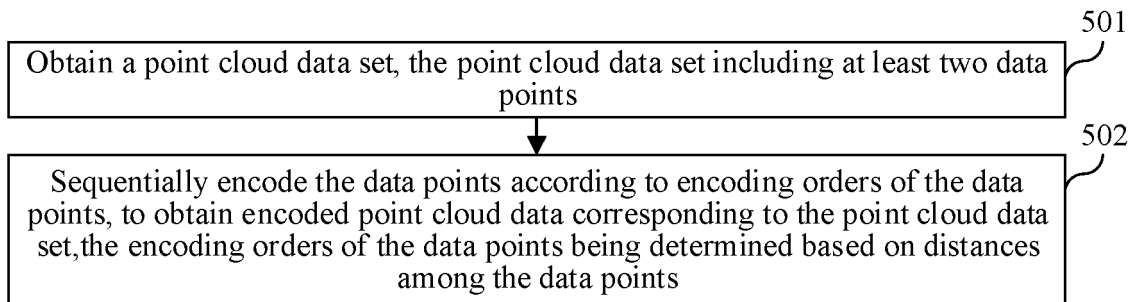 501
Obtain a point cloud data set, the point cloud data set including at least two data
points
502
Sequentially encode the data points according to encoding orders of the data
points, to obtain encoded point cloud data corresponding to the point cloud data
set,the encoding orders of the data points being determined based on distances
among the data points